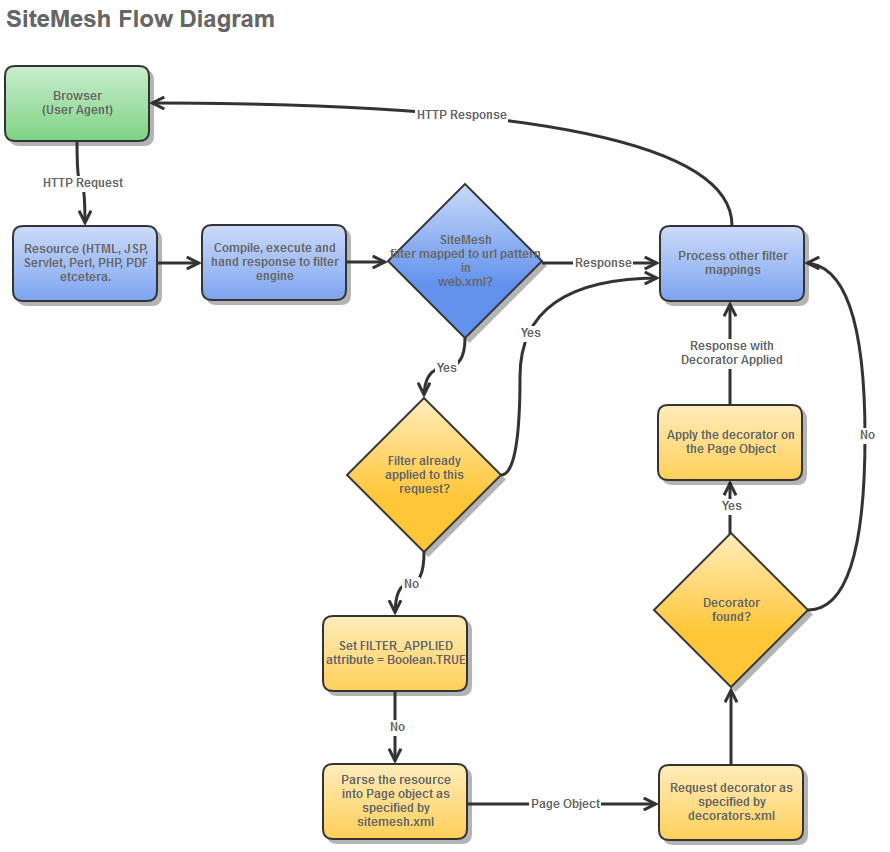 SiteMesh Flow Diagram
Browser
(User Agent)
HTTP Response
HTTP Request
Resource (HTML, JSP,
Servlet, Perl, PHP, PDF
etcetera.
Compile, execute and
hand response to filter
engine
SiteMesh
filter mapped to url pattern
in
web.xml?
Response
Process other filter
mappings
Yes
Yes
Response with
Decorator Applied
Filter already
applied to this
request?
Apply the decorator on
the Page Object
No
Yes
No
Decorator
found?
Set FILTER_APPLIED
attribute = Boolean.TRUE
No
Parse the resource
into Page object as
specified by
sitemesh.xml
Page Object
Request decorator as
specified by
decorators.xml